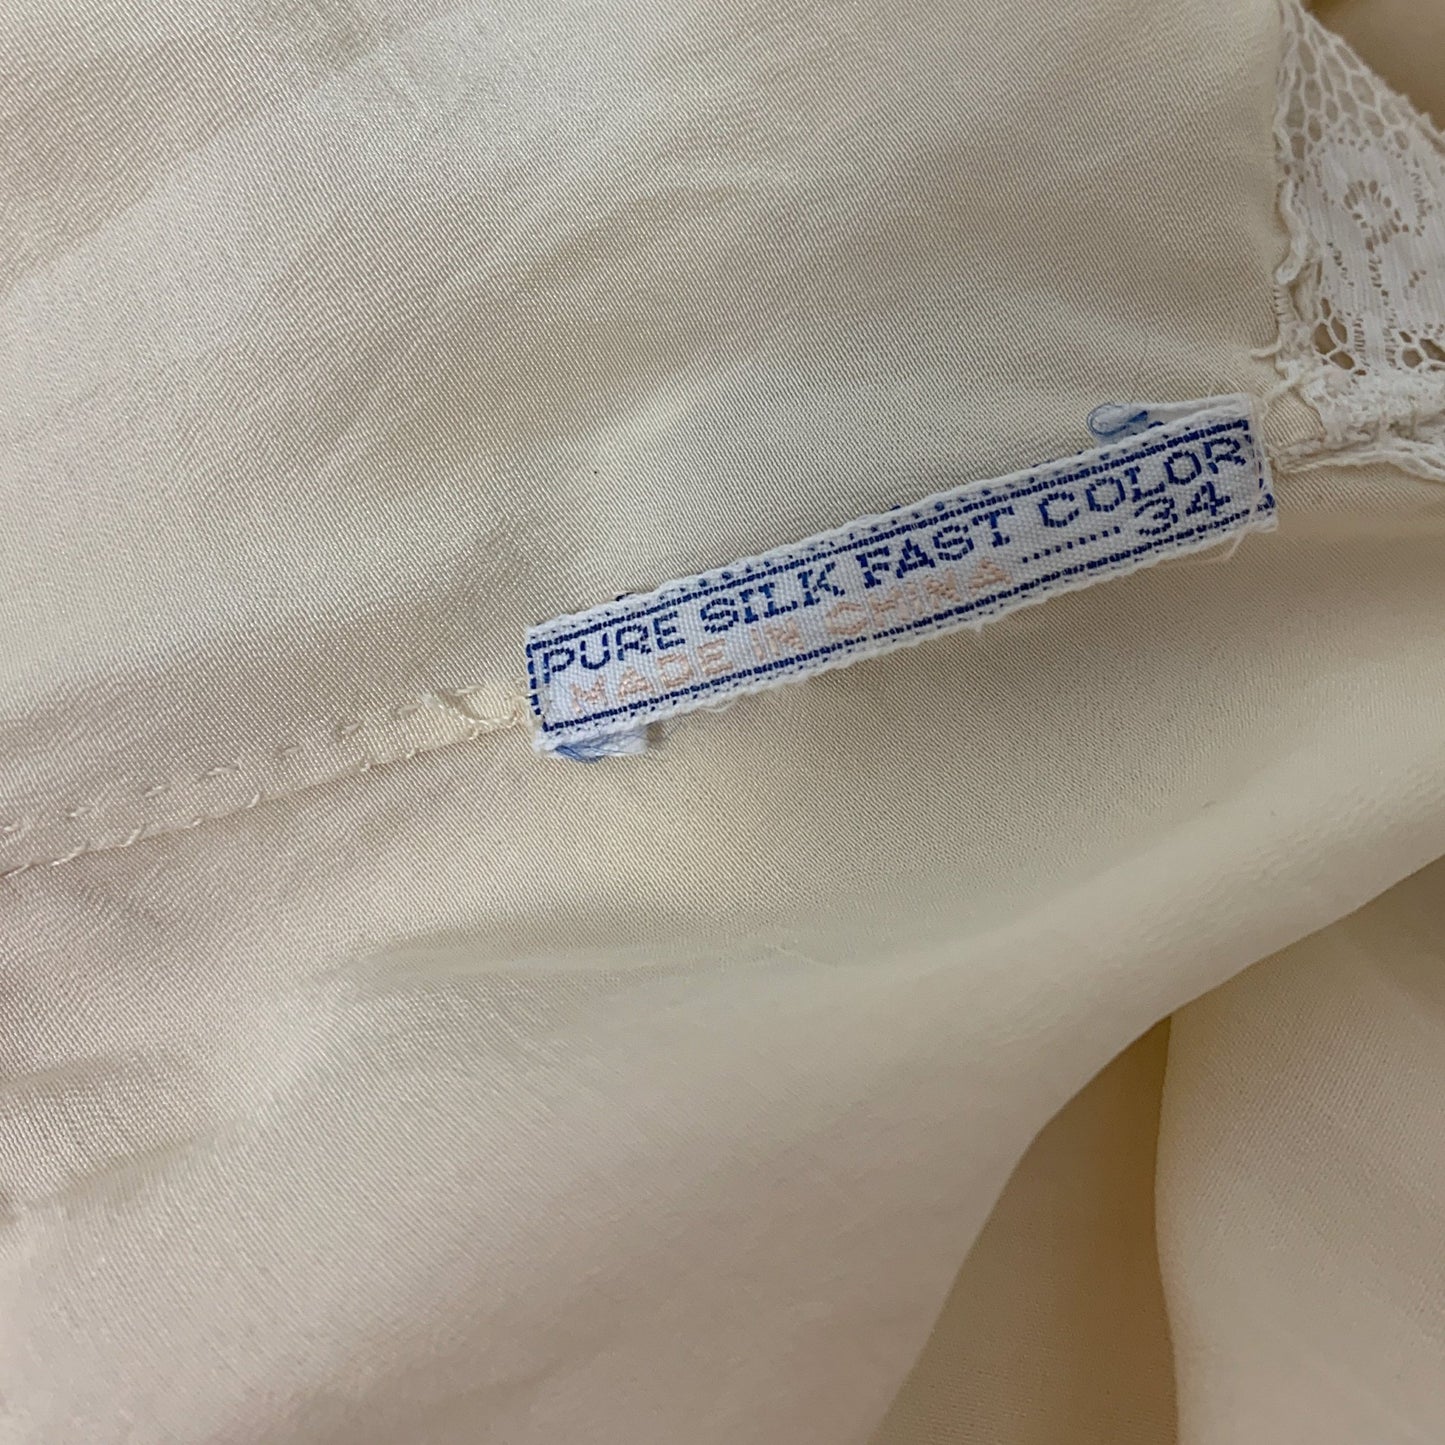 PURE SILK FAST COLOR
MADE IN CHINA........34